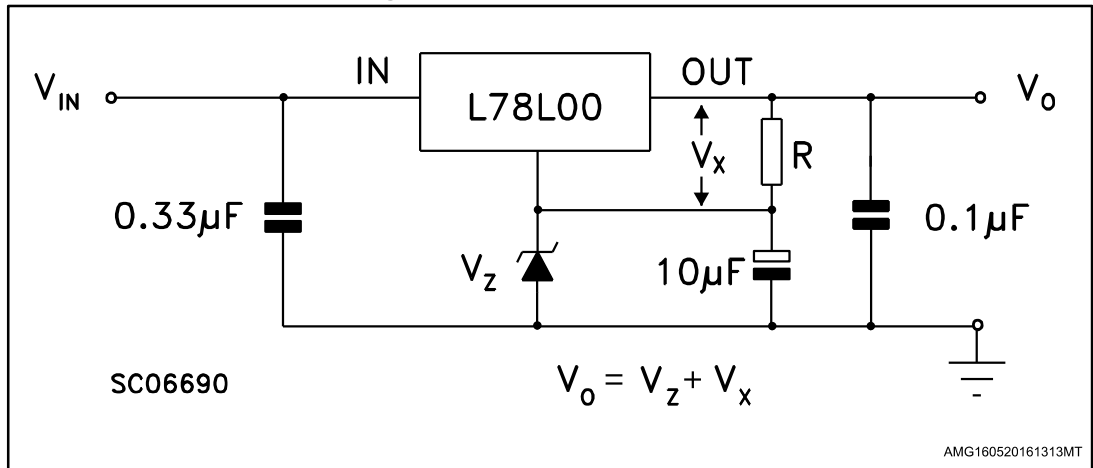 IN
OUT
V_IN
L78L00
V_o
V_x
R
0.33µF
0.1µF
V_z
10µF
SC06690
V_o = V_z + V_x
AMG160520161313MT